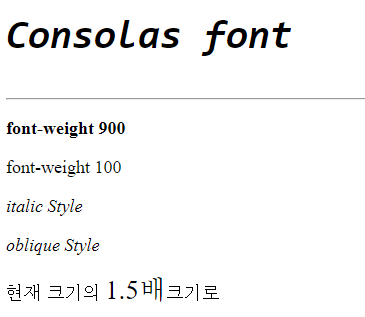 Consolas font
font-weight 900
font-weight 100
italic Style
oblique Style
현재 크기의 1.5배크기로